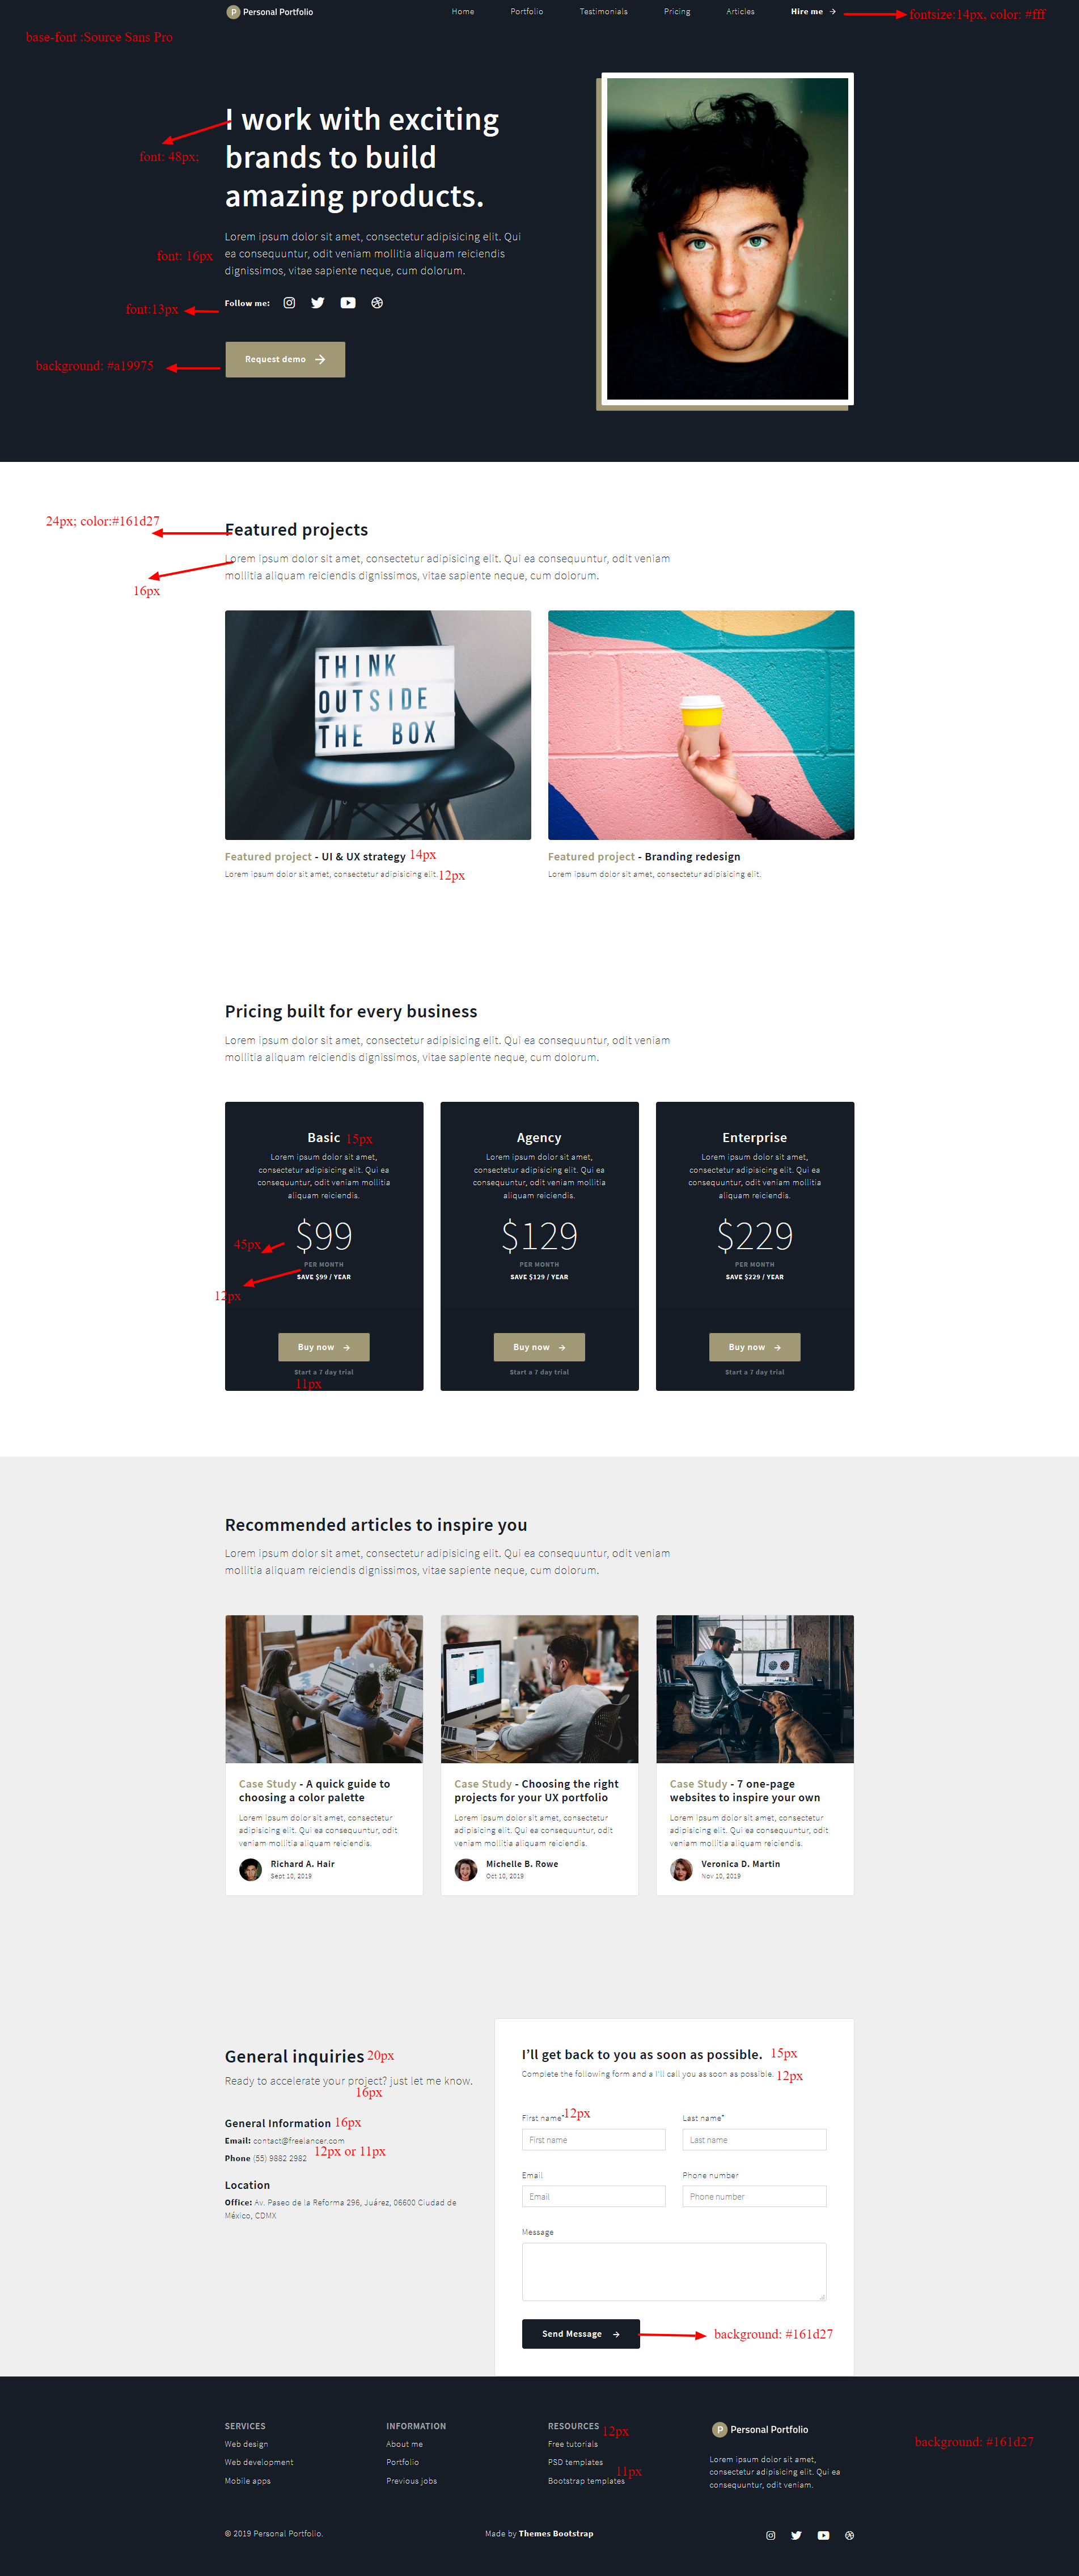 P Personal Portfolio
Home Portfolio Testimonials Pricing Articles Hire me
fontsize:14px, color: #fff
base-font :Source Sans Pro
I work with exciting
brands to build
amazing products.
font: 48px;
Lorem ipsum dolor sit amet, consectetur adipisicing elit. Qui
ea consequuntur, odit veniam mollitia aliquam reiciendis
dignissimos, vitae sapiente neque, cum dolorum.
font: 16px
Follow me:
font:13px
Request demo
background: #a19975
24px; color:#161d27
Featured projects
Lorem ipsum dolor sit amet, consectetur adipisicing elit. Qui ea consequuntur, odit veniam
mollitia aliquam reiciendis dignissimos, vitae sapiente neque, cum dolorum.
16px
THINK
OUTSIDE
THE BOX
Featured project - UI & UX strategy 14px
Lorem ipsum dolor sit amet, consectetur adipisicing elit. 12px
Featured project - Branding redesign
Lorem ipsum dolor sit amet, consectetur adipisicing elit.
Pricing built for every business
Lorem ipsum dolor sit amet, consectetur adipisicing elit. Qui ea consequuntur, odit veniam
mollitia aliquam reiciendis dignissimos, vitae sapiente neque, cum dolorum.
Basic 15px
Lorem ipsum dolor sit amet,
consectetur adipisicing elit. Qui ea
consequuntur, odit veniam mollitia
aliquam reiciendis.
$99
45px
PER MONTH
SAVE $99 / YEAR
12px
Buy now
Start a 7 day trial
11px
Agency
Lorem ipsum dolor sit amet,
consectetur adipisicing elit. Qui ea
consequuntur, odit veniam mollitia
aliquam reiciendis.
$129
PER MONTH
SAVE $129 / YEAR
Buy now
Start a 7 day trial
Enterprise
Lorem ipsum dolor sit amet,
consectetur adipisicing elit. Qui ea
consequuntur, odit veniam mollitia
aliquam reiciendis.
$229
PER MONTH
SAVE $229 / YEAR
Buy now
Start a 7 day trial
Recommended articles to inspire you
Lorem ipsum dolor sit amet, consectetur adipisicing elit. Qui ea consequuntur, odit veniam
mollitia aliquam reiciendis dignissimos, vitae sapiente neque, cum dolorum.
Case Study - A quick guide to
choosing a color palette
Lorem ipsum dolor sit amet, consectetur
adipisicing elit. Qui ea consequuntur, odit
veniam mollitia aliquam reiciendis.
Richard A. Hair
Sept 10, 2019
Case Study - Choosing the right
projects for your UX portfolio
Lorem ipsum dolor sit amet, consectetur
adipisicing elit. Qui ea consequuntur, odit
veniam mollitia aliquam reiciendis.
Michelle B. Rowe
Oct 10, 2019
Case Study - 7 one-page
websites to inspire your own
Lorem ipsum dolor sit amet, consectetur
adipisicing elit. Qui ea consequuntur, odit
veniam mollitia aliquam reiciendis.
Veronica D. Martin
Nov 10, 2019
General inquiries 20px
Ready to accelerate your project? just let me know.
16px
General Information 16px
Email: contact@freelancer.com
Phone (55) 9882 2982
12px or 11px
Location
Office: Av. Paseo de la Reforma 296, Juárez, 06600 Ciudad de
México, CDMX
I'll get back to you as soon as possible. 15px
Complete the following form and a I'll call you as soon as possible. 12px
First name* 12px
Last name*
First name
Last name
Email
Phone number
Email
Phone number
Message
Send Message
background: #161d27
SERVICES
Web design
Web development
Mobile apps
INFORMATION
About me
Portfolio
Previous jobs
RESOURCES 12px
Free tutorials
PSD templates
Bootstrap templates 11px
P Personal Portfolio
Lorem ipsum dolor sit amet,
consectetur adipisicing elit. Qui ea
consequuntur, odit veniam.
background: #161d27
© 2019 Personal Portfolio.
Made by Themes Bootstrap